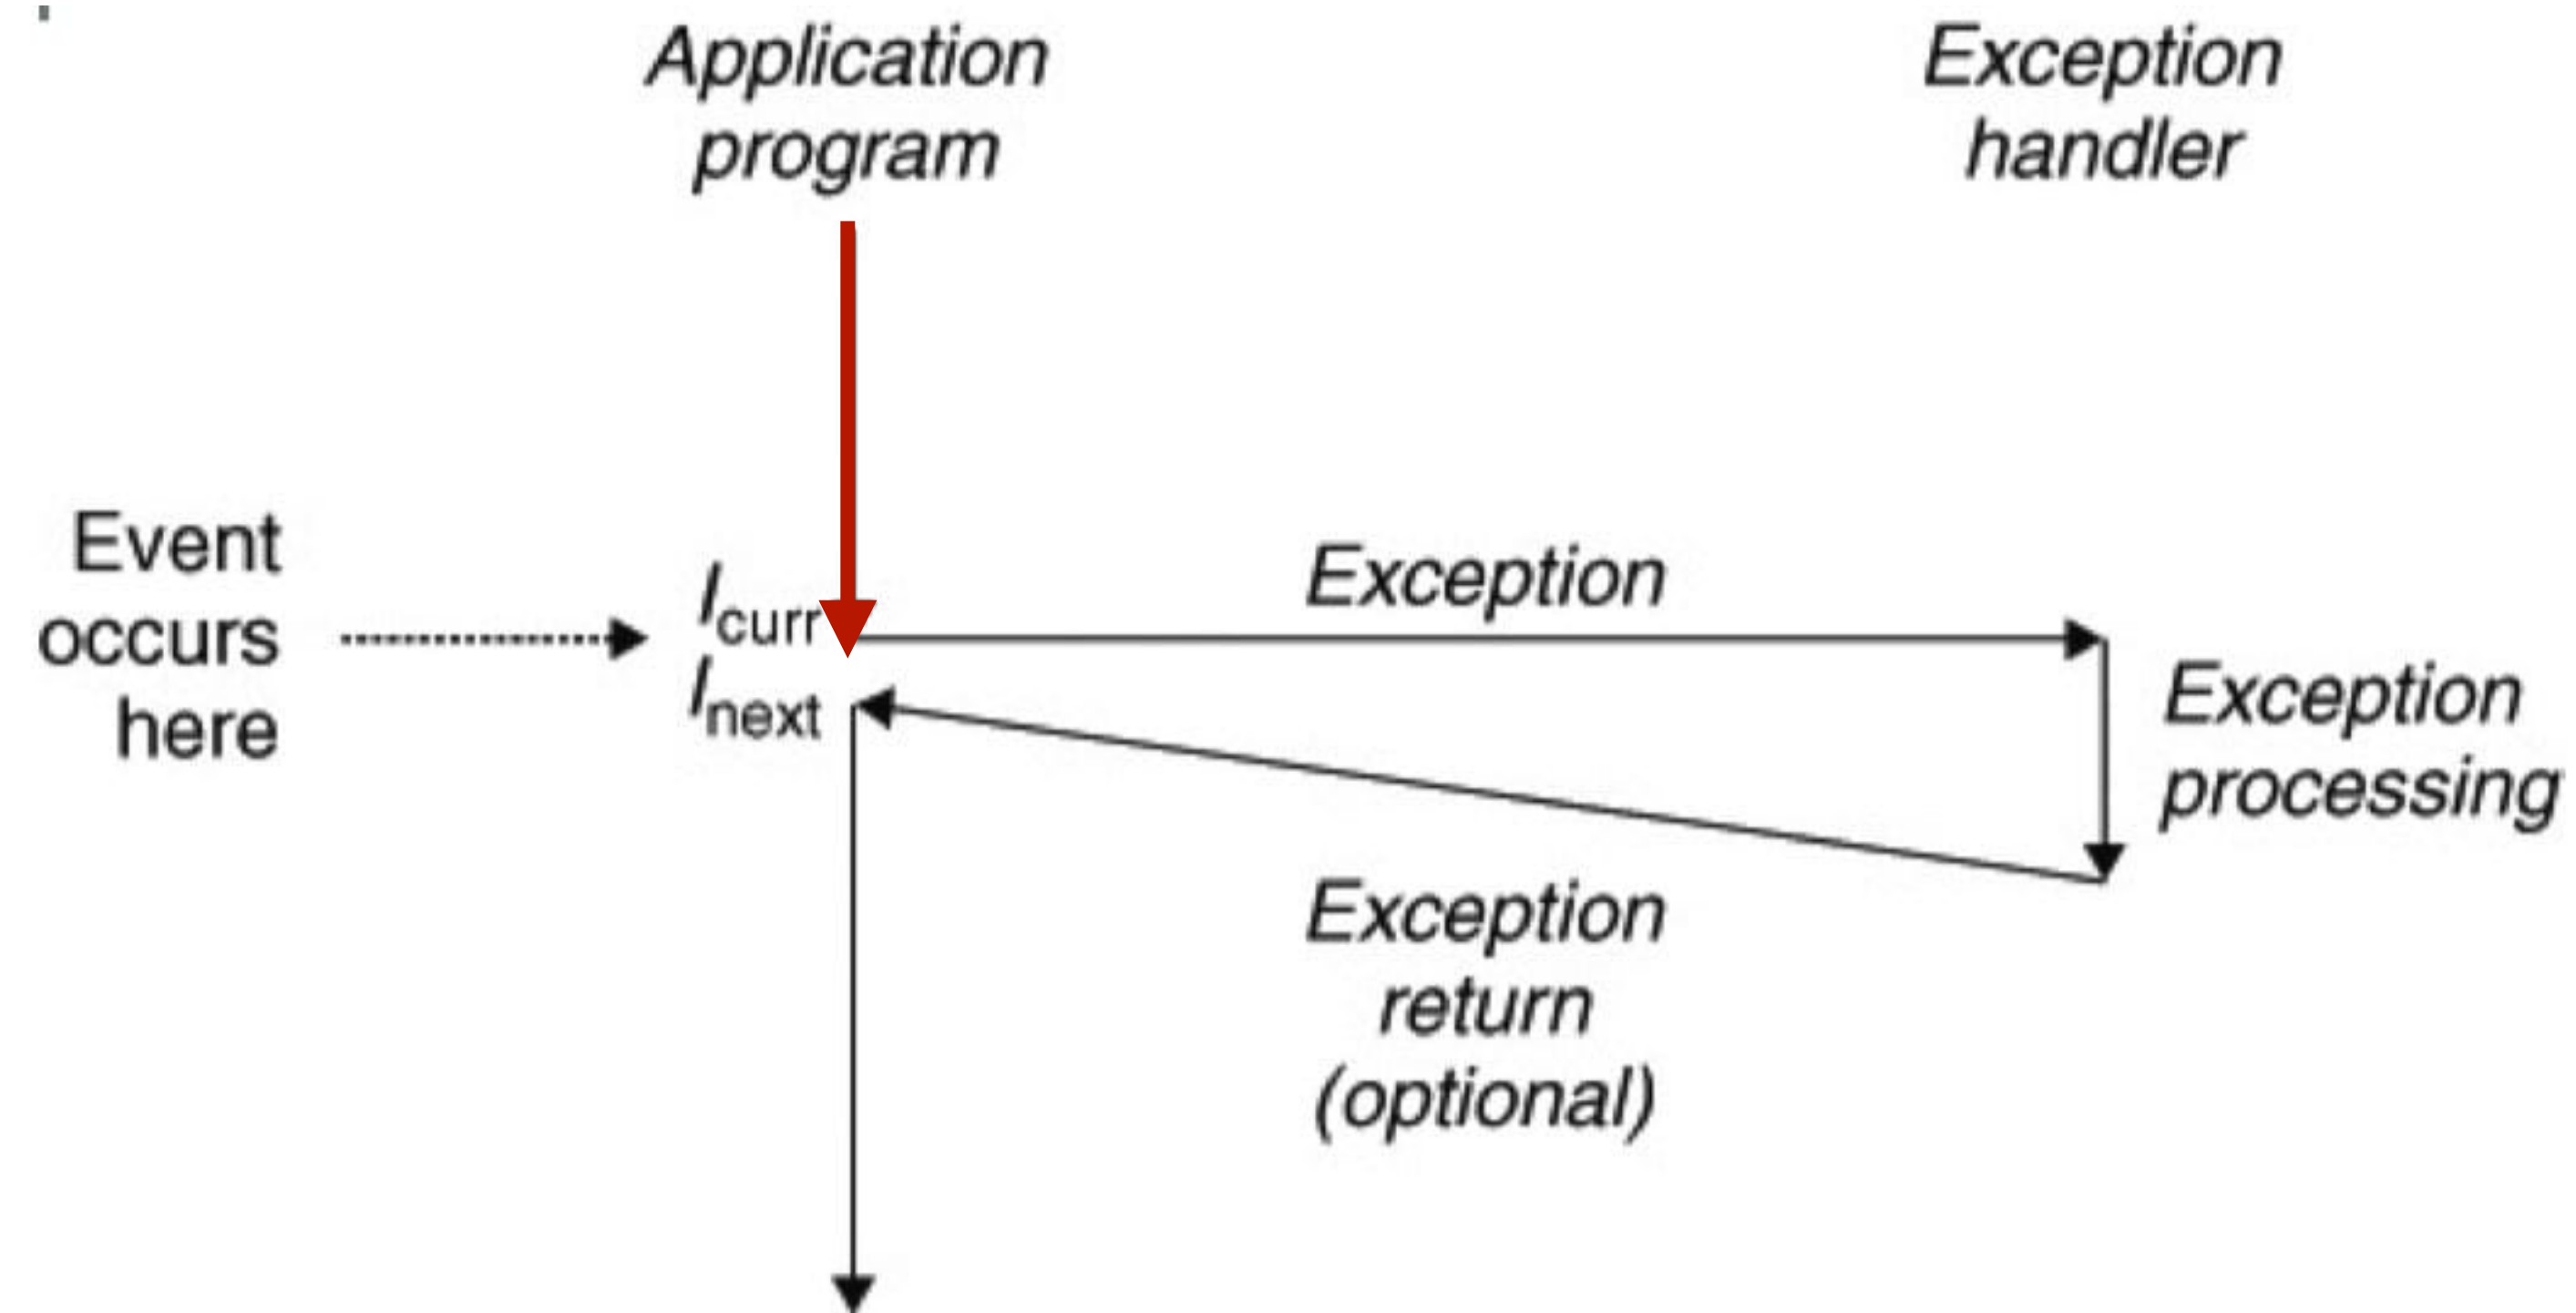 Application
program
Exception
handler
Event
occurs
here
Icurr
Inext
Exception
Exception
processing
Exception
return
(optional)